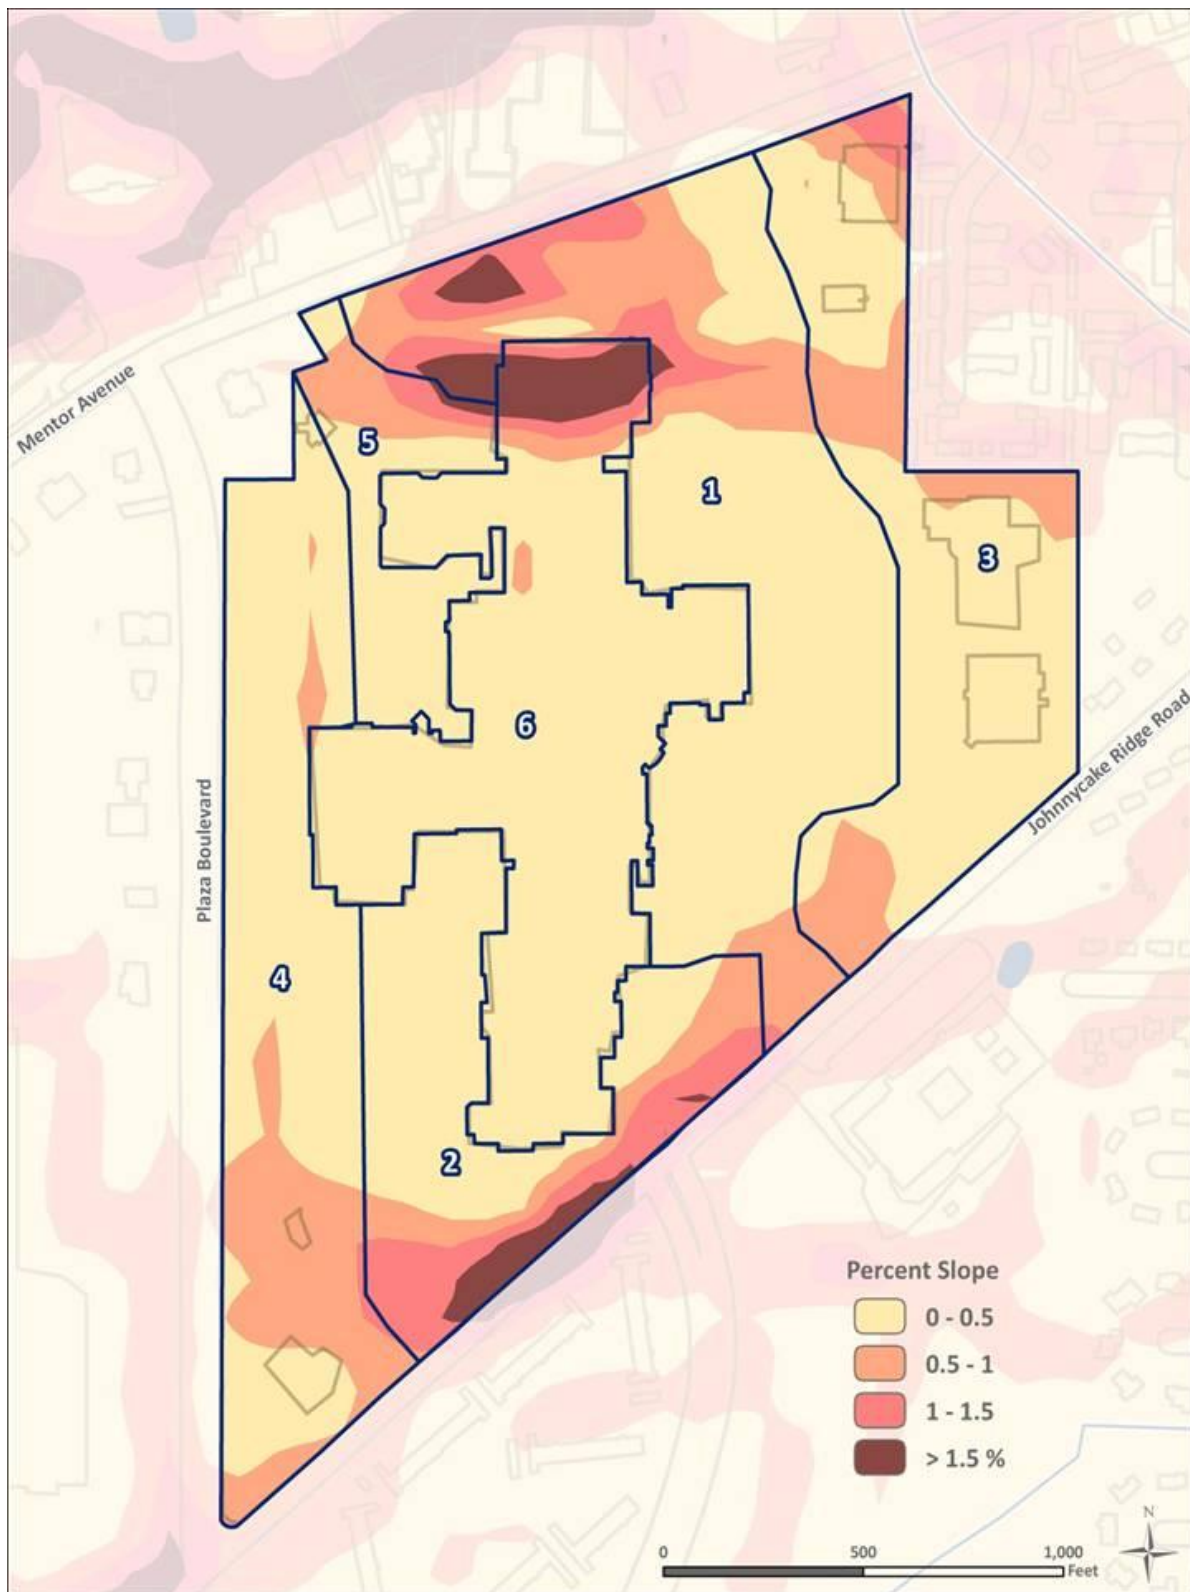 Mentor Avenue
5
1
3
6
Plaza Boulevard
Johnnycake Ridge Road
4
2
Percent Slope
0 - 0.5
0.5 - 1
1 - 1.5
> 1.5 %
N
0 500 1,000
Feet